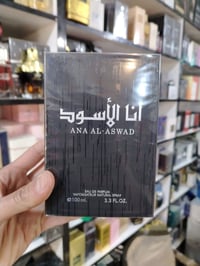 انا الأسود
ANA AL-ASWAD
EAU DE PARFUM
VAPORISATEUR NATURAL SPRAY
℮100ML 3.3 FL.OZ.